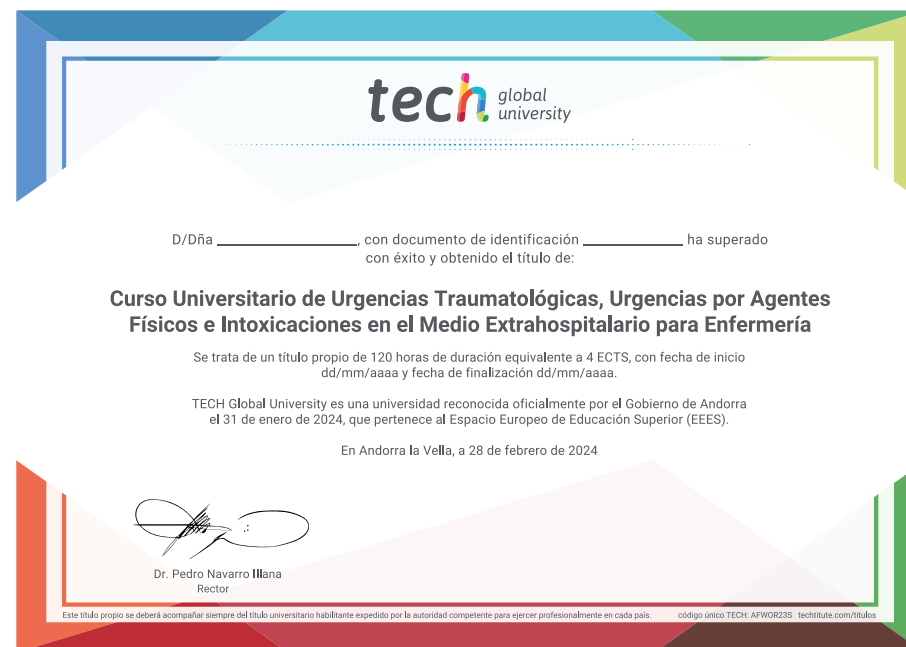 tech global university
D/Dña ____________, con documento de identificación ____________ ha superado
con éxito y obtenido el título de:
Curso Universitario de Urgencias Traumatológicas, Urgencias por Agentes
Físicos e Intoxicaciones en el Medio Extrahospitalario para Enfermería
Se trata de un título propio de 120 horas de duración equivalente a 4 ECTS, con fecha de inicio
dd/mm/aaaa y fecha de finalización dd/mm/aaaa.
TECH Global University es una universidad reconocida oficialmente por el Gobierno de Andorra
el 31 de enero de 2024, que pertenece al Espacio Europeo de Educación Superior (EEES).
En Andorra la Vella, a 28 de febrero de 2024
Dr. Pedro Navarro Illana
Rector
Este título propio se deberá acompañar siempre del título universitario habilitante expedido por la autoridad competente para ejercer profesionalmente en cada país. código único TECH: AFWOR23S techtitute.com/titulos